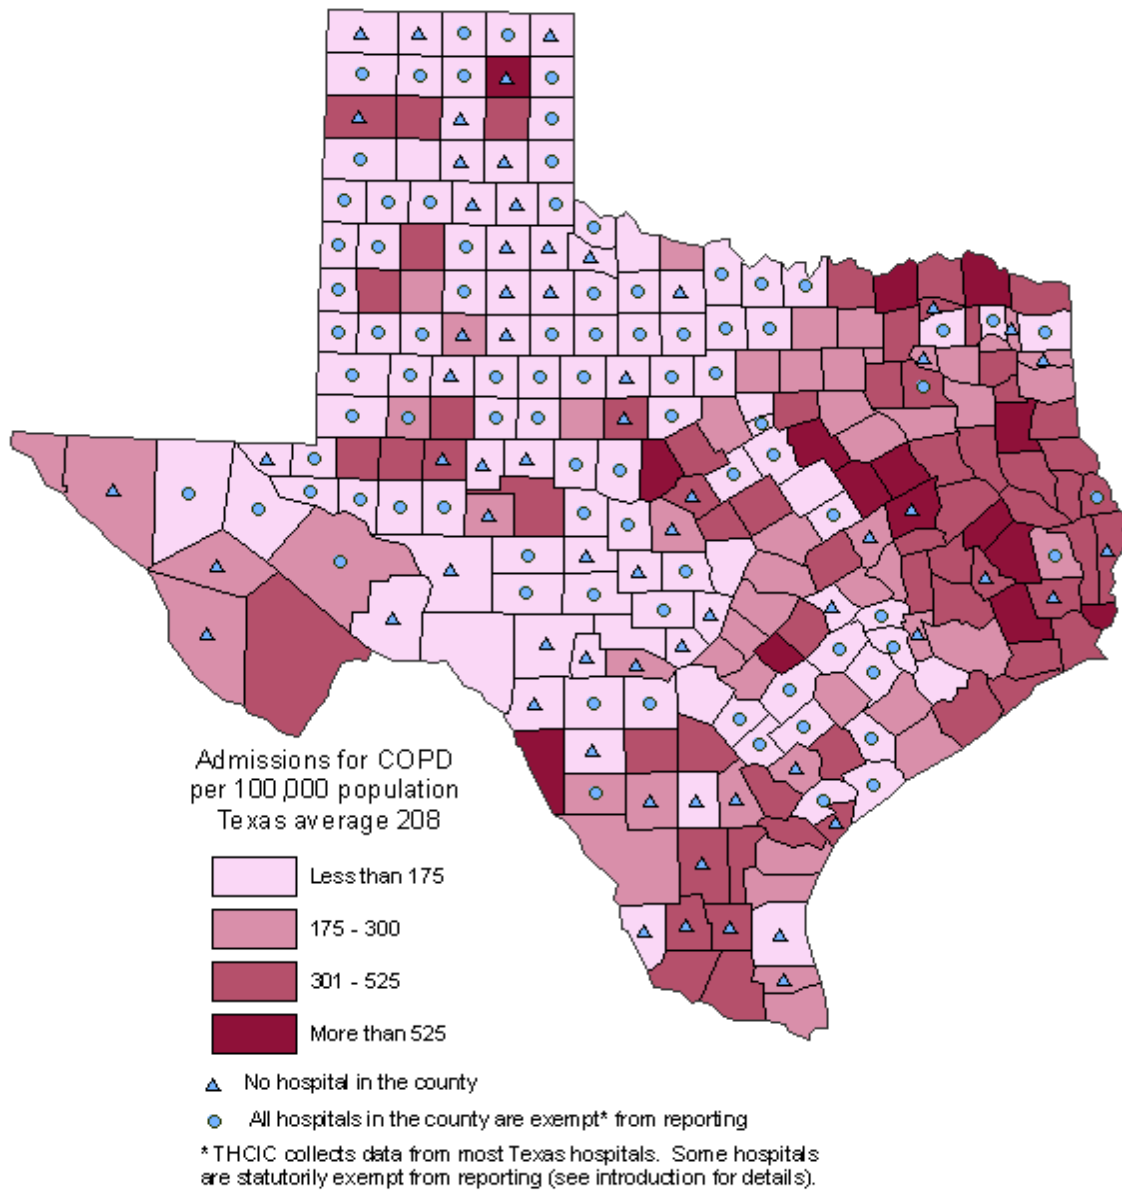 Admissions for COPD
per 100,000 population
Texas average 208
Less than 175
175 - 300
301 - 525
More than 525
No hospital in the county
All hospitals in the county are exempt* from reporting
* THCIC collects data from most Texas hospitals. Some hospitals
are statutorily exempt from reporting (see introduction for details).